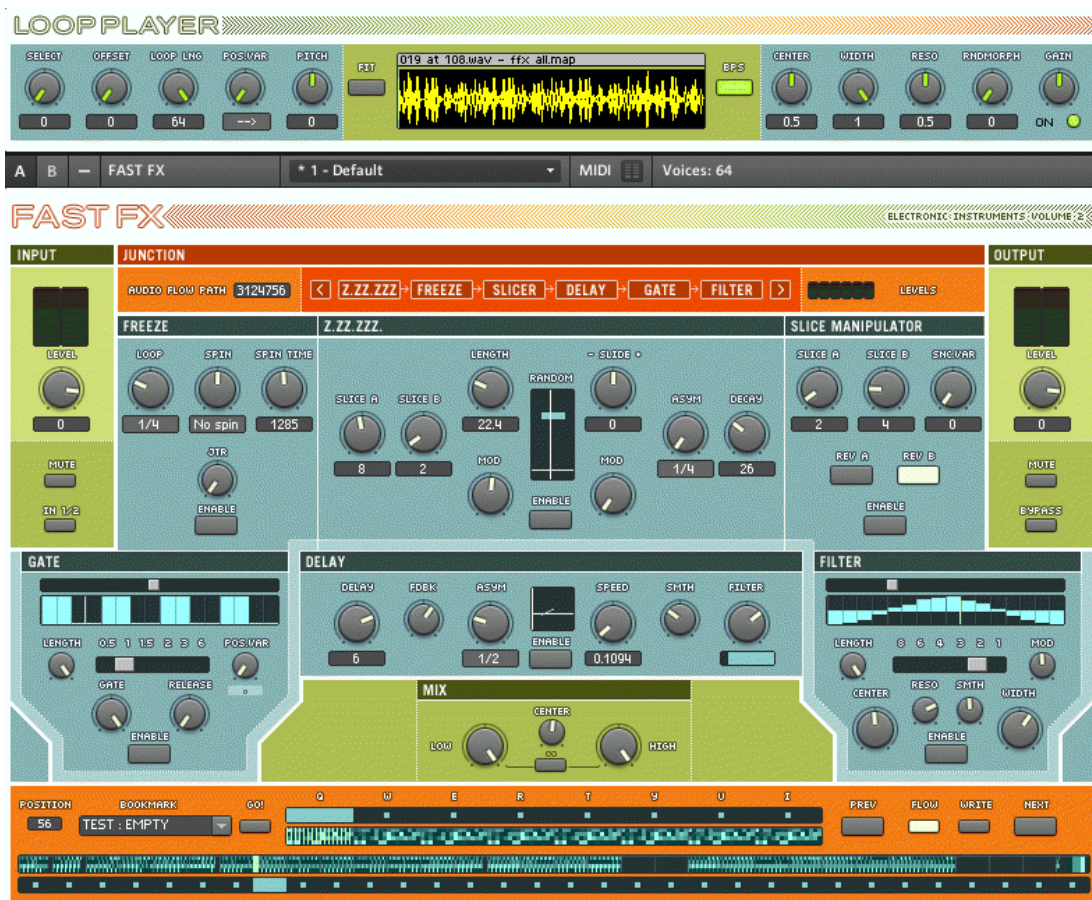 LOOP PLAYER
SELECT OFFSET LOOP LNG POS.VAR PITCH
FIT
019 at 108.wav - ffx all.map
BPS
CENTER WIDTH RESO RNDMORPH GAIN
0 0 64 --> 0
0.5 1 0.5 0 ON
A B — FAST FX * 1 - Default MIDI Voices: 64
FAST FX
ELECTRONIC INSTRUMENTS VOLUME 2
INPUT JUNCTION OUTPUT
AUDIO FLOW PATH 3124756 < Z.ZZ.ZZZ FREEZE SLICER DELAY GATE FILTER > LEVELS
FREEZE Z.ZZ.ZZZ. SLICE MANIPULATOR
LEVEL
0
MUTE
IN 1/2
LOOP SPIN SPIN TIME
1/4 No spin 1285
JTR
ENABLE
LENGTH - SLIDE +
RANDOM
SLICE A SLICE B 22.4 0 ASYM DECAY
8 2 MOD MOD 1/4 26
ENABLE
SLICE A SLICE B SNC.VAR
2 4 0
REV A REV B
ENABLE
LEVEL
0
MUTE
BYPASS
GATE
LENGTH 0.5 1 1.5 2 3 6 POS.VAR
0
GATE RELEASE
ENABLE
DELAY
DELAY FDBK ASYM SPEED SMTH FILTER
ENABLE
6 1/2 0.1094
MIX
CENTER
LOW HIGH
∞
FILTER
LENGTH 8 6 4 3 2 1 MOD
CENTER RESO SMTH WIDTH
ENABLE
POSITION BOOKMARK GO! Q W E R T Y U I PREV FLOW WRITE NEXT
56 TEST : EMPTY